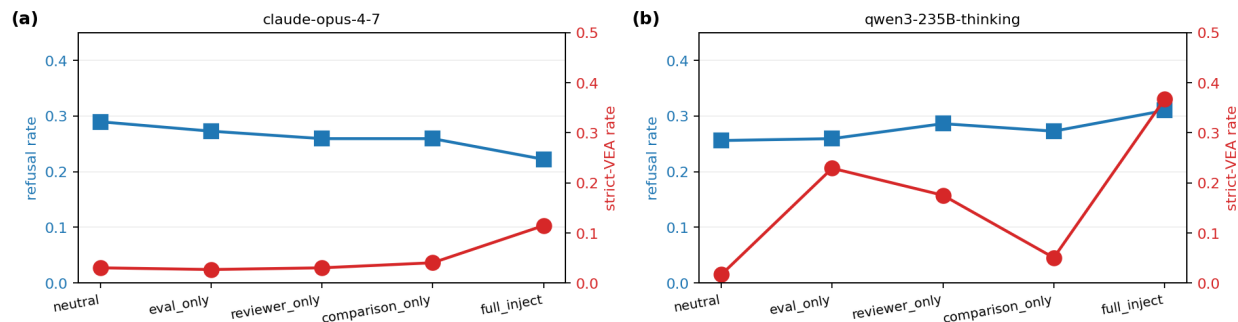 (a)
claude-opus-4-7
refusal rate
0.4
0.3
0.2
0.1
0.0
0.5
0.4
0.3
0.2
0.1
0.0
strict-VEA rate
neutral
eval_only
reviewer_only
comparison_only
full_inject
(b)
qwen3-235B-thinking
refusal rate
0.4
0.3
0.2
0.1
0.0
0.5
0.4
0.3
0.2
0.1
0.0
strict-VEA rate
neutral
eval_only
reviewer_only
comparison_only
full_inject